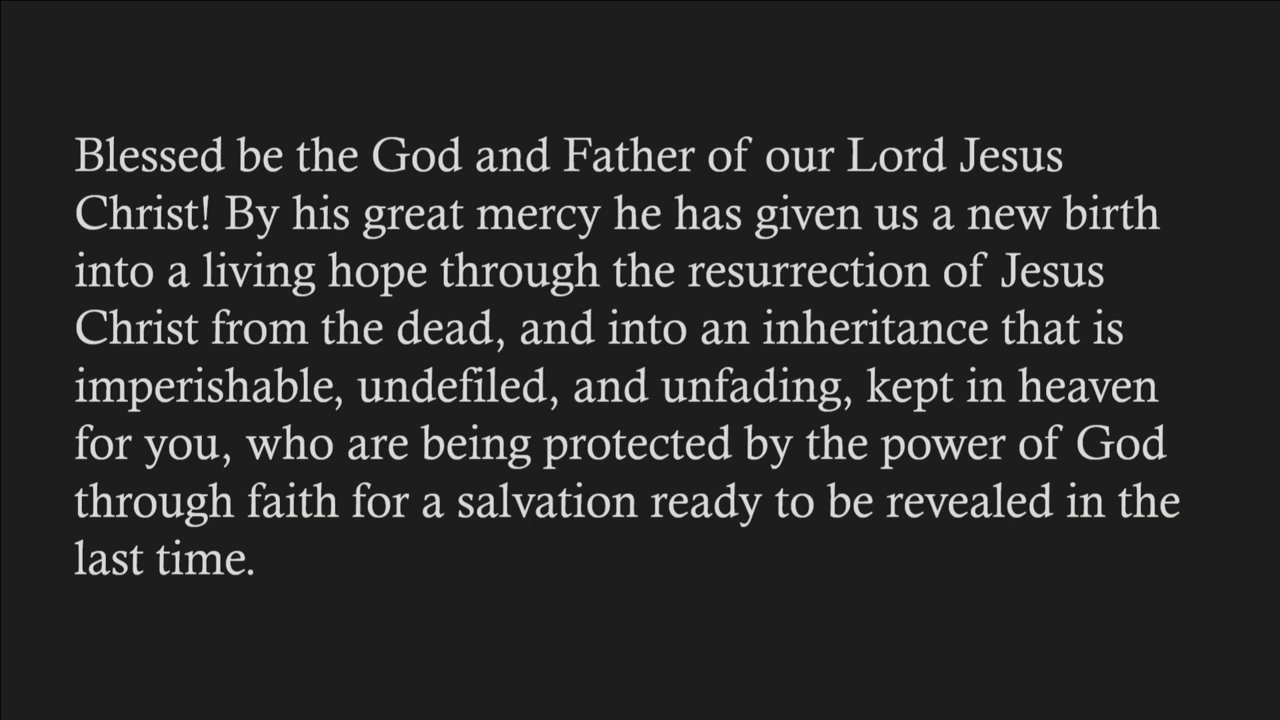 Blessed be the God and Father of our Lord Jesus
Christ! By his great mercy he has given us a new birth
into a living hope through the resurrection of Jesus
Christ from the dead, and into an inheritance that is
imperishable, undefiled, and unfading, kept in heaven
for you, who are being protected by the power of God
through faith for a salvation ready to be revealed in the
last time.